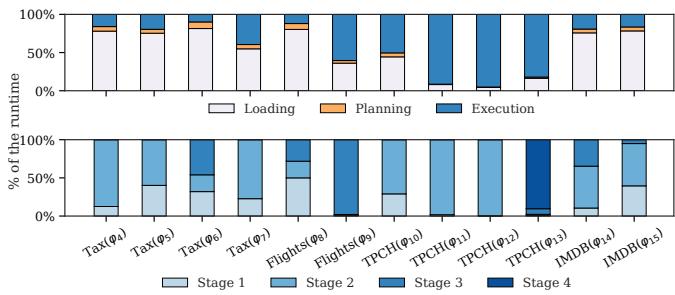 100%
50%
0%
Loading Planning Execution
% of the runtime
100%
50%
0%
Tax(φ4) Tax(φ5) Tax(φ6) Tax(φ7) Flights(φ8) Flights(φ9) TPCH(φ10) TPCH(φ11) TPCH(φ12) TPCH(φ13) IMDB(φ14) IMDB(φ15)
Stage 1 Stage 2 Stage 3 Stage 4